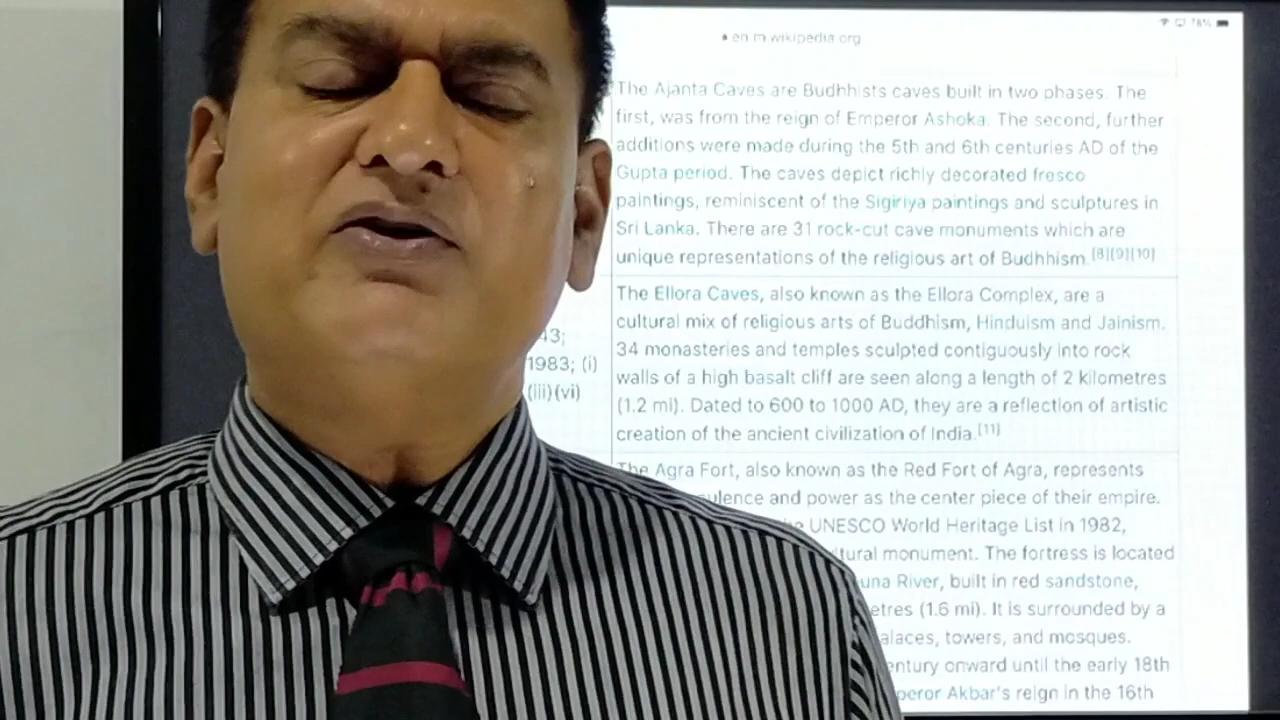 78%
en.m.wikipedia.org
The Ajanta Caves are Budhhists caves built in two phases. The
first, was from the reign of Emperor Ashoka. The second, further
additions were made during the 5th and 6th centuries AD of the
Gupta period. The caves depict richly decorated fresco
paintings, reminiscent of the Sigiriya paintings and sculptures in
Sri Lanka. There are 31 rock-cut cave monuments which are
unique representations of the religious art of Budhhism.[8][9][10]
43;
1983; (i)
(iii)(vi)
The Ellora Caves, also known as the Ellora Complex, are a
cultural mix of religious arts of Buddhism, Hinduism and Jainism.
34 monasteries and temples sculpted contiguously into rock
walls of a high basalt cliff are seen along a length of 2 kilometres
(1.2 mi). Dated to 600 to 1000 AD, they are a reflection of artistic
creation of the ancient civilization of India.[11]
The Agra Fort, also known as the Red Fort of Agra, represents
ulence and power as the center piece of their empire.
e UNESCO World Heritage List in 1982,
ltural monument. The fortress is located
una River, built in red sandstone,
etres (1.6 mi). It is surrounded by a
alaces, towers, and mosques.
entury onward until the early 18th
peror Akbar's reign in the 16th